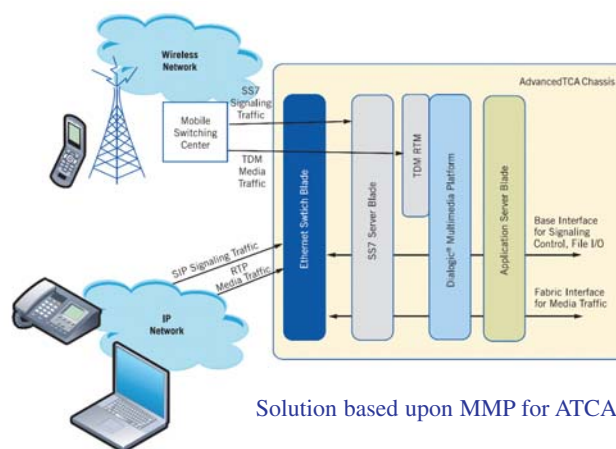 Wireless
Network
AdvancedTCA Chassis
SS7
Signaling
Traffic
Mobile
Switching
Center
TDM
Media
Traffic
Ethernet Swtich Blade
SS7 Server Blade
TDM RTM
Dialogic® Multimedia Platform
Application Server Blade
Base Interface
for Signaling
Control, File I/O
SIP Signaling Traffic
RTP
Media Traffic
Fabric Interface
for Media Traffic
IP
Network
Solution based upon MMP for ATCA